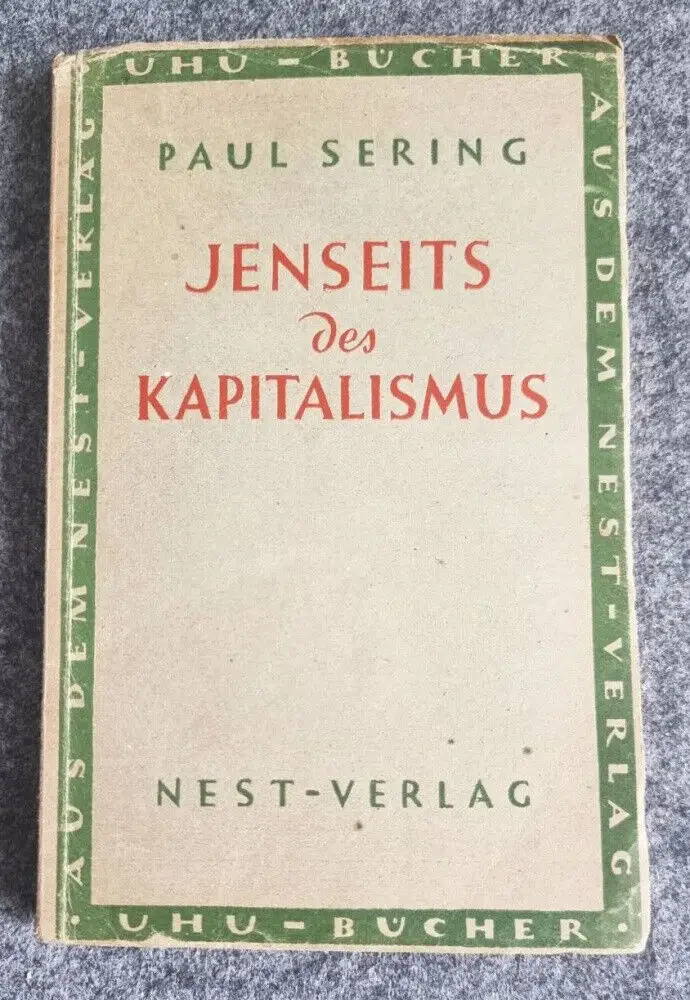 UHU – BÜCHER ·
PAUL SERING
JENSEITS
des
KAPITALISMUS
NEST-VERLAG
AUS DEM NEST-VERLAG
AUS DEM NEST-VERLAG
· UHU – BÜCHER ·